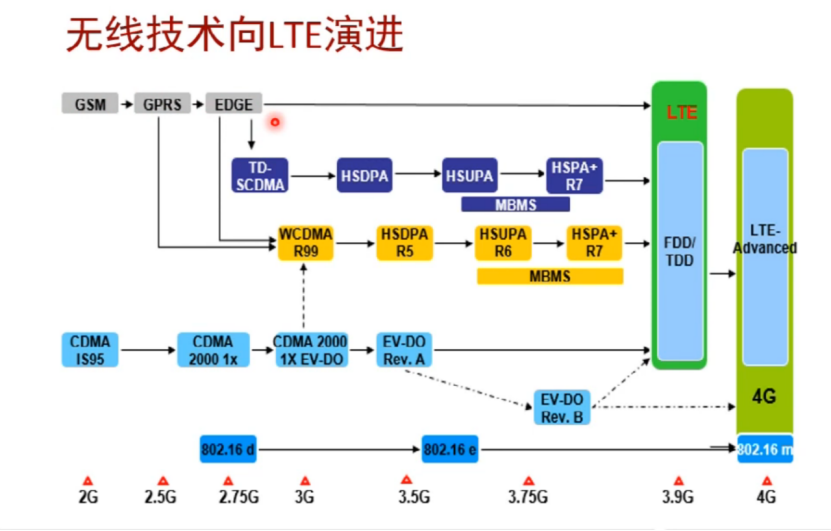 无线技术向LTE演进
GSM
GPRS
EDGE
LTE
TD-
SCDMA
HSDPA
HSUPA
HSPA+
R7
MBMS
WCDMA
R99
HSDPA
R5
HSUPA
R6
HSPA+
R7
MBMS
FDD/
TDD
LTE-
Advanced
CDMA
IS95
CDMA
2000 1x
CDMA 2000
1X EV-DO
EV-DO
Rev. A
EV-DO
Rev. B
4G
802.16 d
802.16 e
802.16 m
2G
2.5G
2.75G
3G
3.5G
3.75G
3.9G
4G